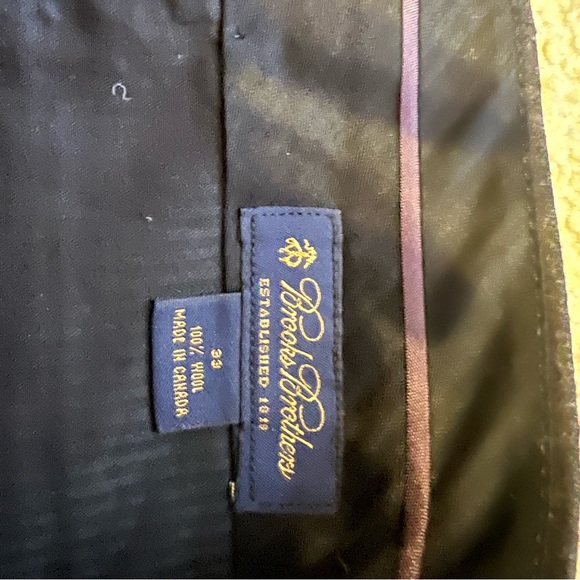 Brooks Brothers
ESTABLISHED 1818
33
100% WOOL
MADE IN CANADA